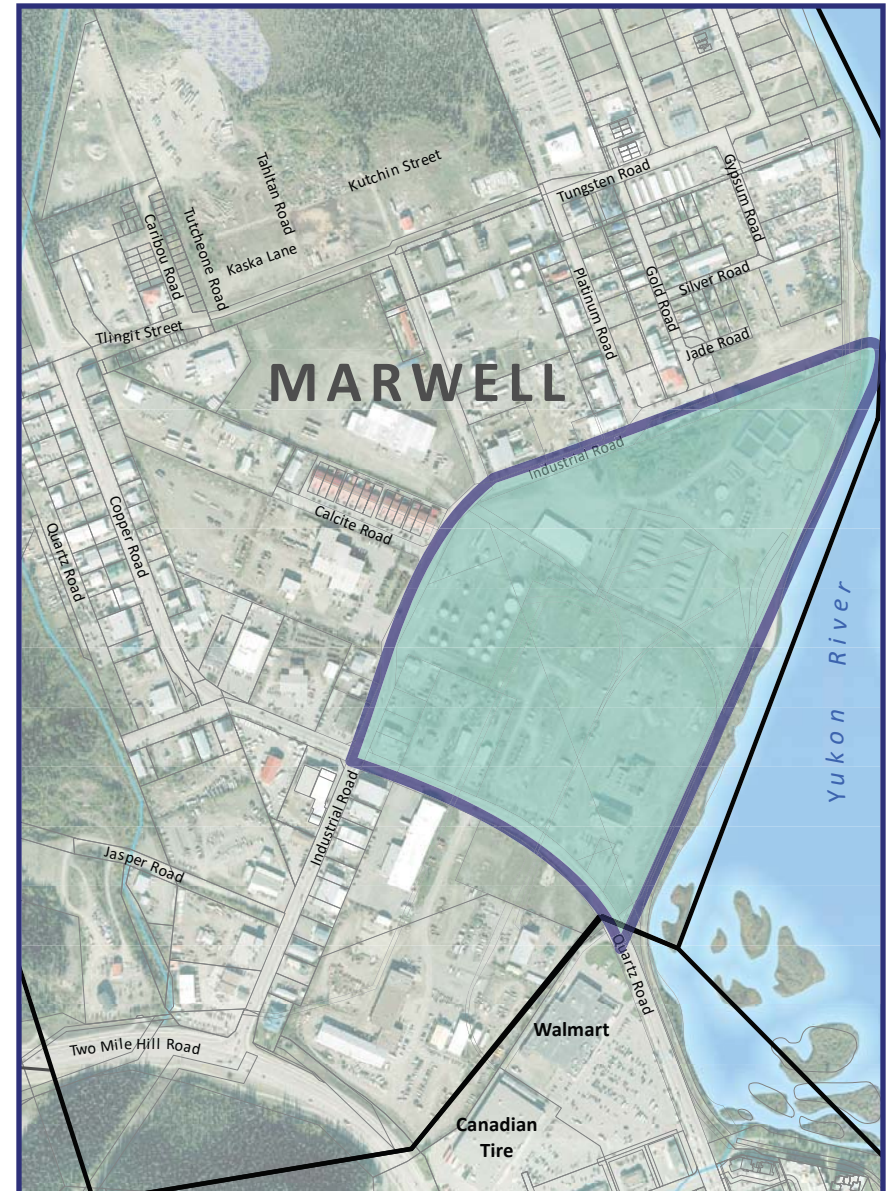 Kutchin Street
Tahltan Road
Tungsten Road
Gypsum Road
Caribou Road
Tutcheone Road
Kaska Lane
Platinum Road
Gold Road
Silver Road
Tlingit Street
Jade Road
MARWELL
Industrial Road
Calcite Road
Copper Road
Quartz Road
Yukon River
Industrial Road
Jasper Road
Quartz Road
Walmart
Two Mile Hill Road
Canadian
Tire